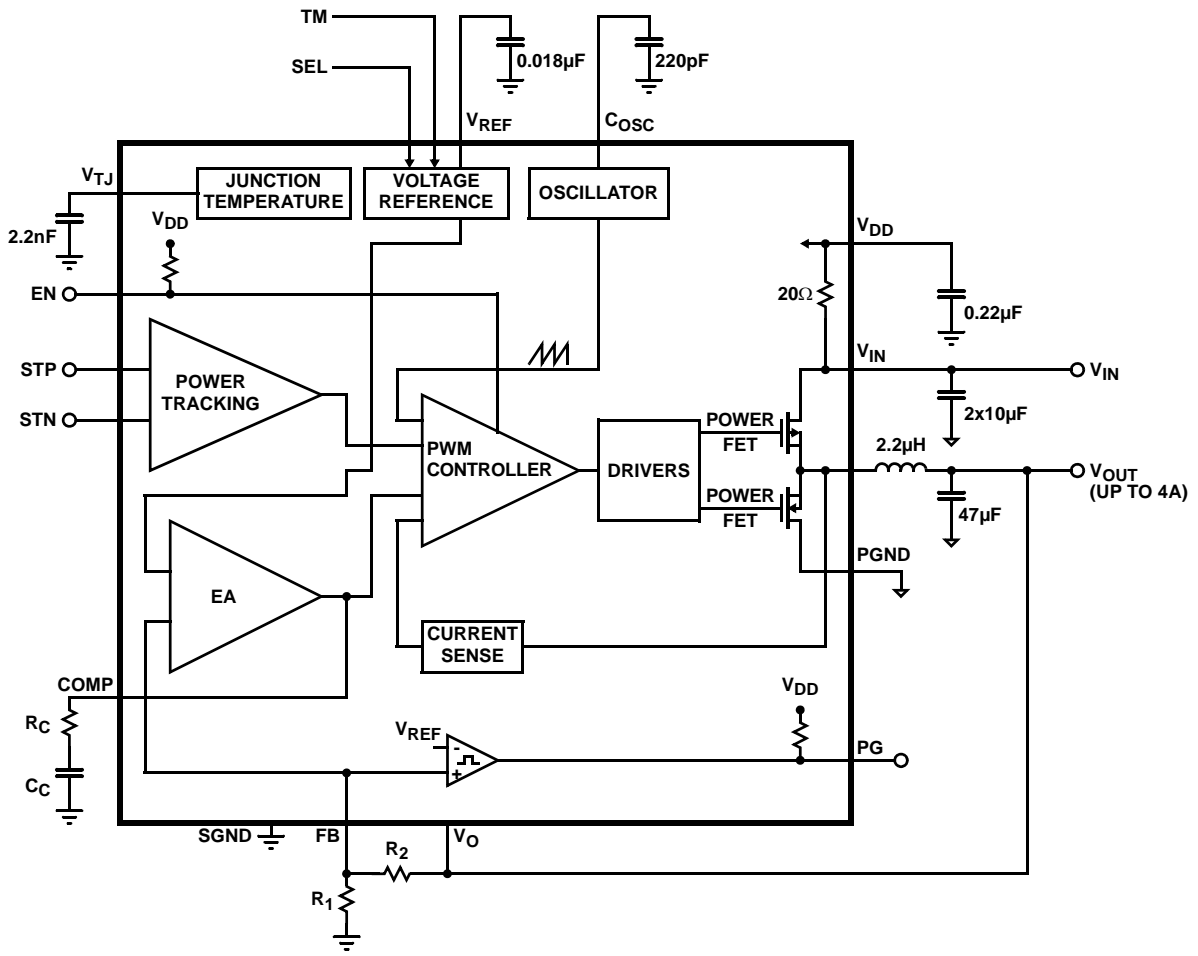 TM
0.018µF
220pF
SEL
VREF
COSC
VTJ
JUNCTION
TEMPERATURE
VOLTAGE
REFERENCE
OSCILLATOR
2.2nF
VDD
VDD
EN
20Ω
0.22µF
VIN
VIN
STP
POWER
TRACKING
STN
2x10µF
PWM
CONTROLLER
DRIVERS
POWER
FET
POWER
FET
2.2µH
VOUT
(UP TO 4A)
47µF
PGND
EA
CURRENT
SENSE
COMP
RC
CC
VDD
VREF
-
+
PG
SGND
FB
VO
R2
R1